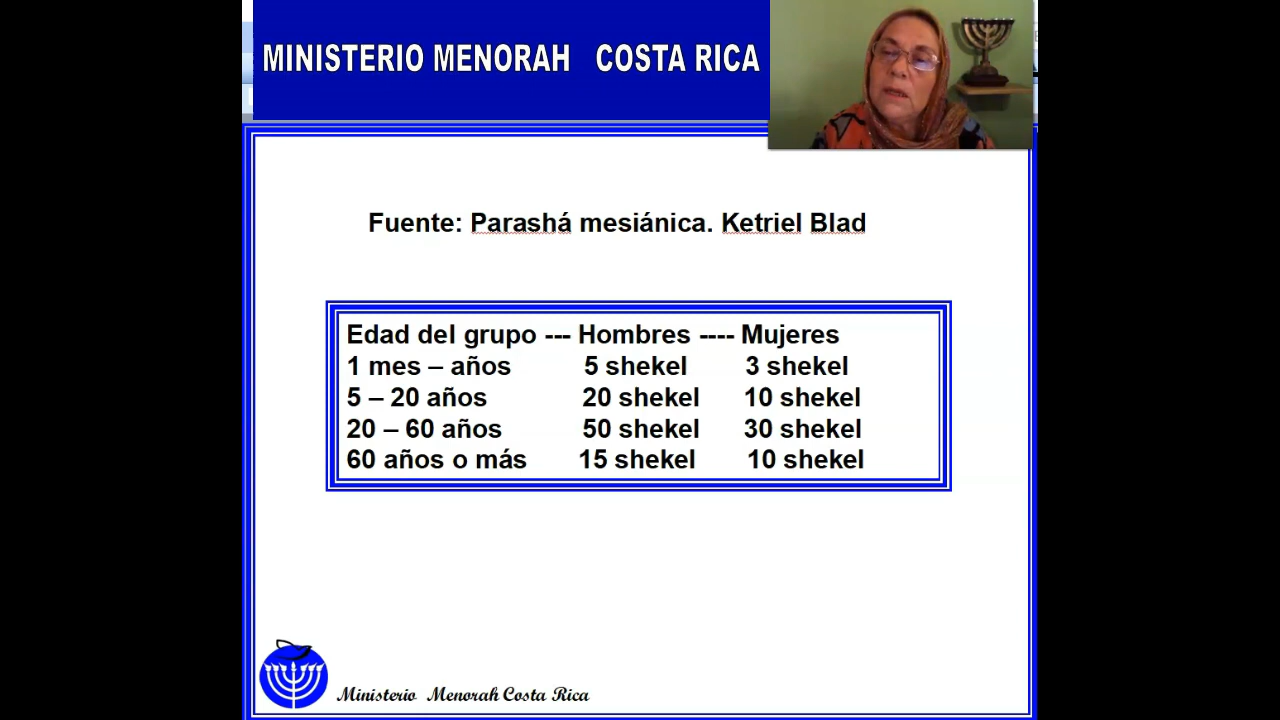 MINISTERIO MENORAH COSTA RICA
Fuente: Parashá mesiánica. Ketriel Blad
Edad del grupo --- Hombres ---- Mujeres
1 mes – años 5 shekel 3 shekel
5 – 20 años 20 shekel 10 shekel
20 – 60 años 50 shekel 30 shekel
60 años o más 15 shekel 10 shekel
Ministerio Menorah Costa Rica